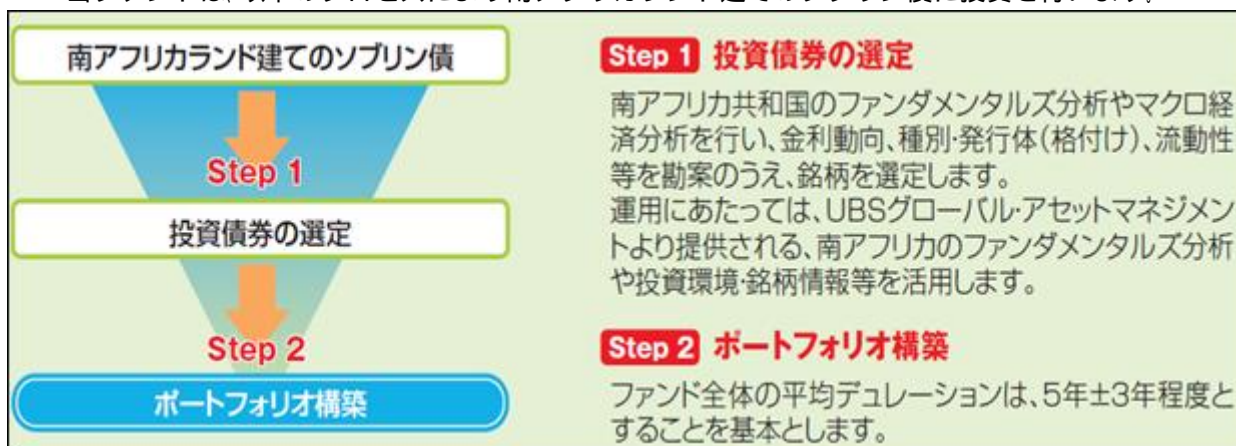 南アフリカランド建てのソブリン債
Step 1
投資債券の選定
Step 2
ポートフォリオ構築
Step 1 投資債券の選定
南アフリカ共和国のファンダメンタルズ分析やマクロ経
済分析を行い、金利動向、種別・発行体(格付け)、流動性
等を勘案のうえ、銘柄を選定します。
運用にあたっては、UBSグローバル・アセットマネジメン
トより提供される、南アフリカのファンダメンタルズ分析
や投資環境・銘柄情報等を活用します。
Step 2 ポートフォリオ構築
ファンド全体の平均デュレーションは、5年±3年程度と
することを基本とします。